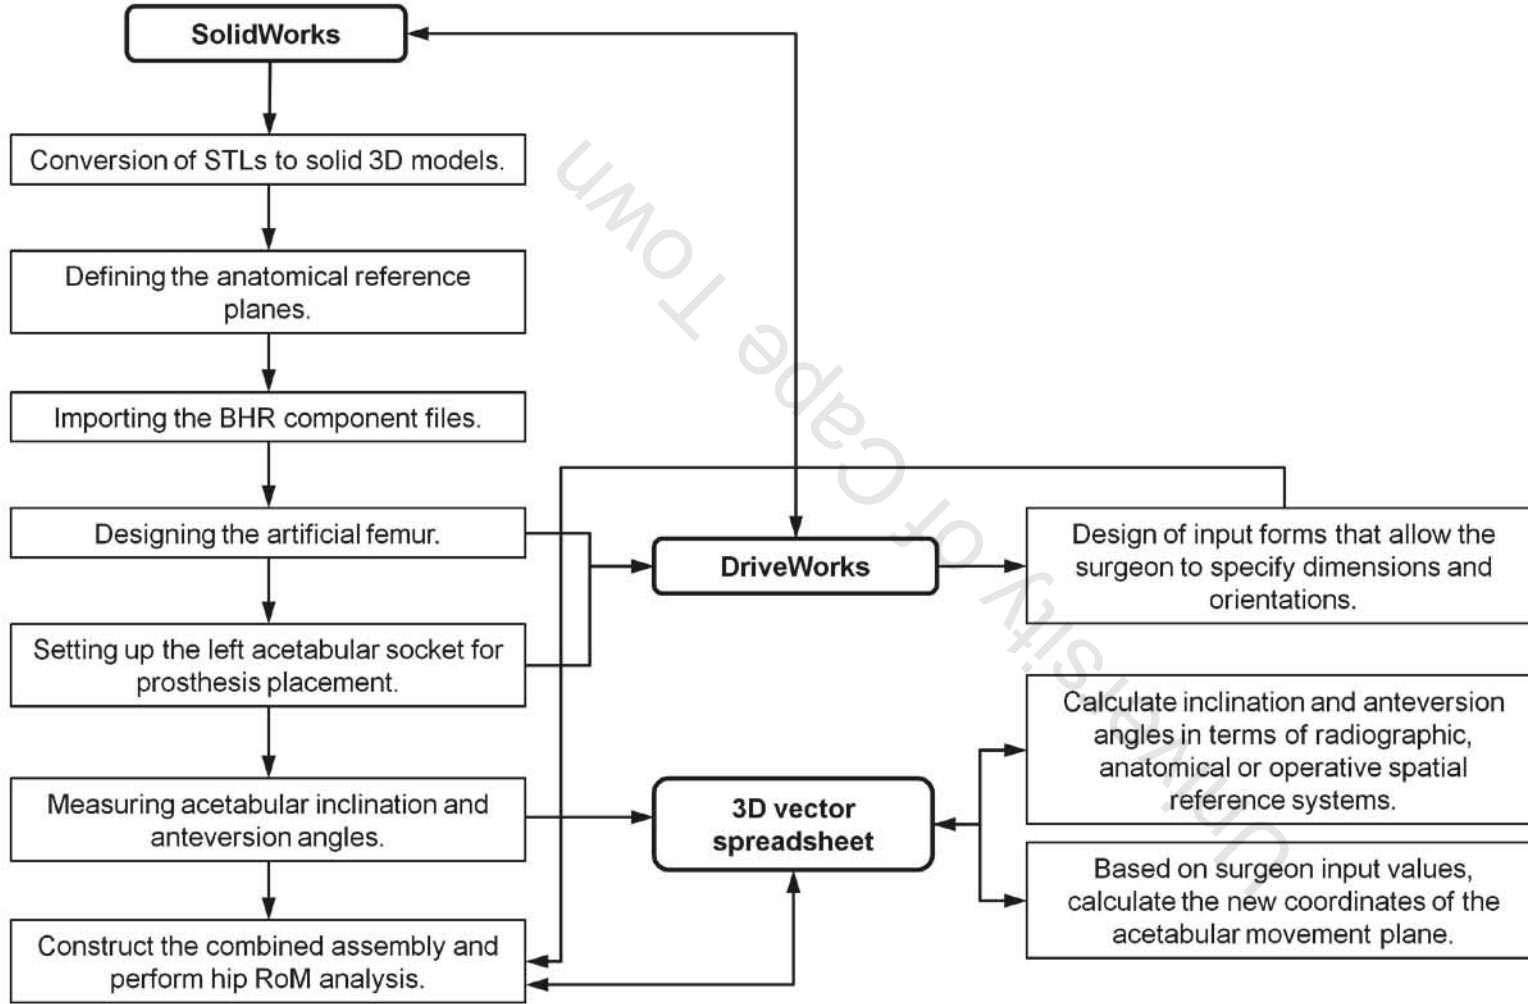 SolidWorks
Conversion of STLs to solid 3D models.
Defining the anatomical reference
planes.
Importing the BHR component files.
Designing the artificial femur.
Setting up the left acetabular socket for
prosthesis placement.
Measuring acetabular inclination and
anteversion angles.
Construct the combined assembly and
perform hip RoM analysis.
DriveWorks
3D vector
spreadsheet
Design of input forms that allow the
surgeon to specify dimensions and
orientations.
Calculate inclination and anteversion
angles in terms of radiographic,
anatomical or operative spatial
reference systems.
Based on surgeon input values,
calculate the new coordinates of the
acetabular movement plane.
University of Cape Town